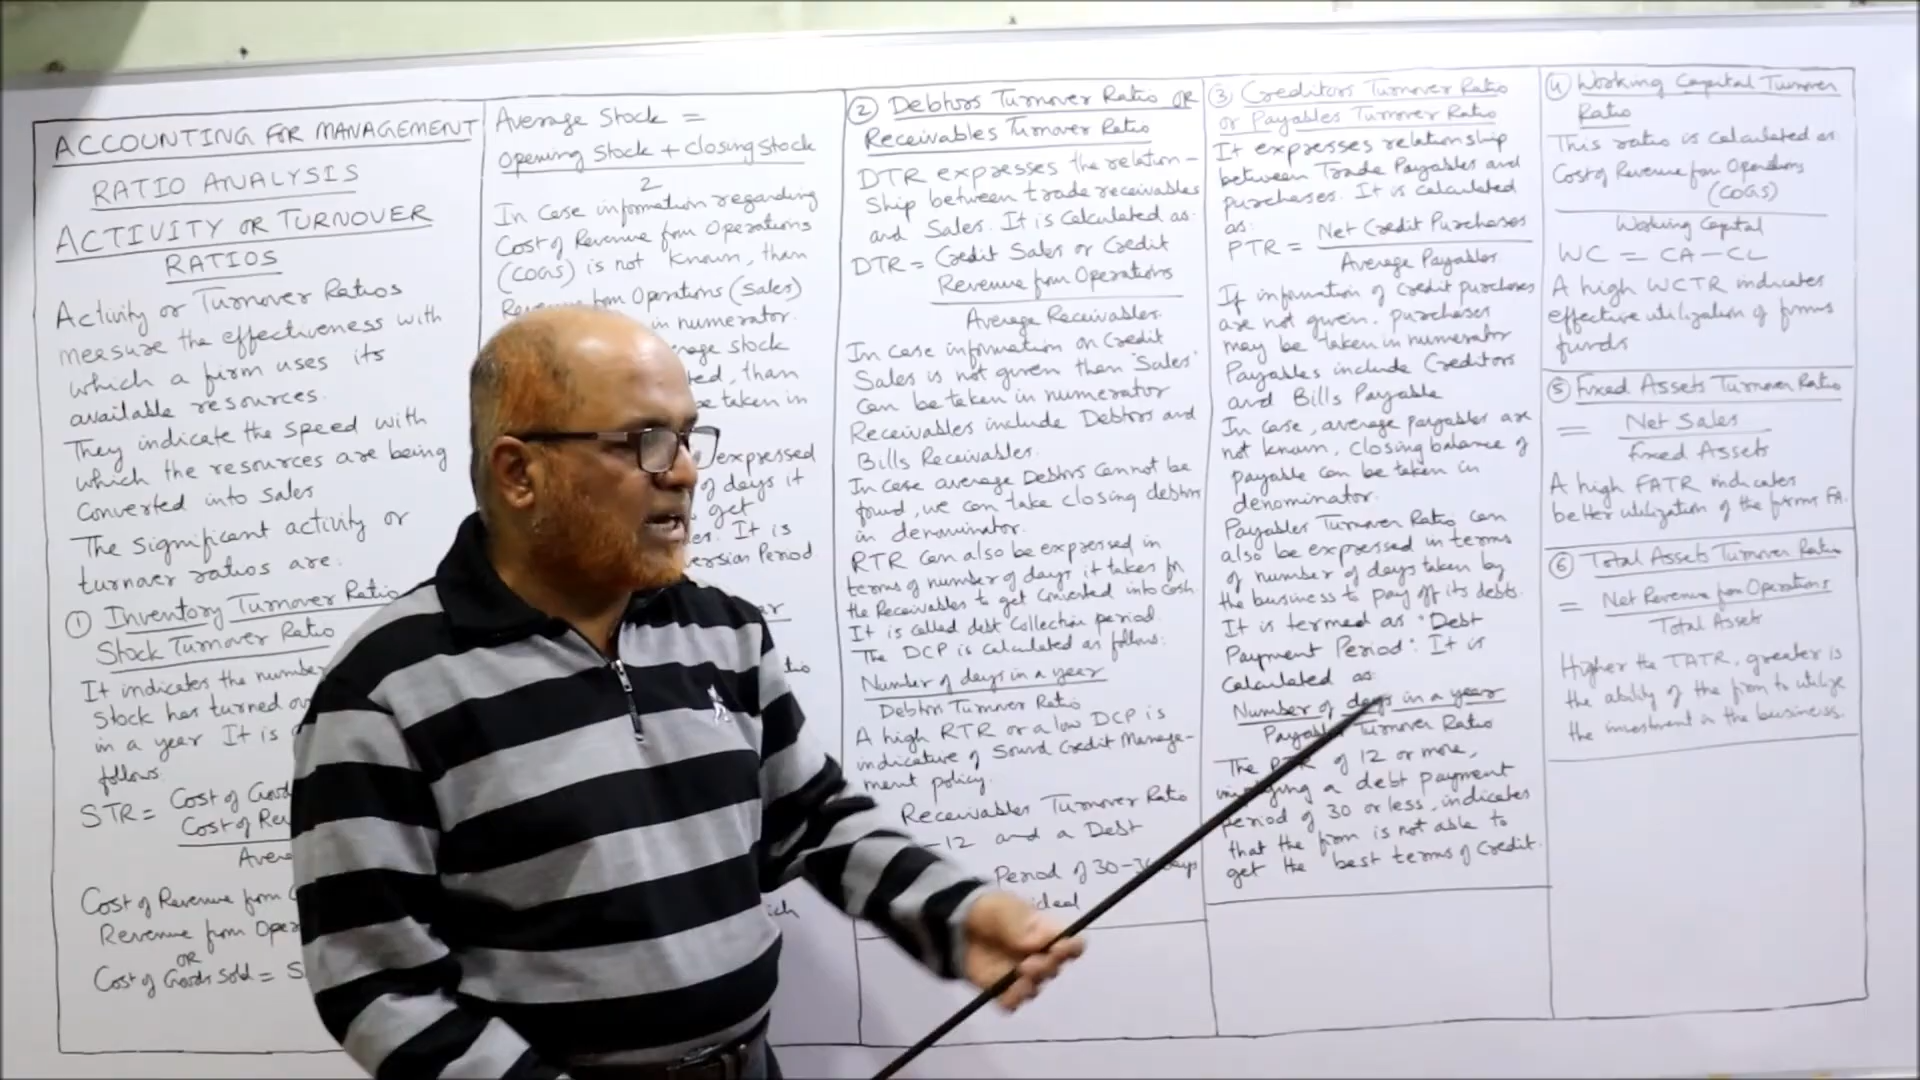 ACCOUNTING FOR MANAGEMENT
RATIO ANALYSIS
ACTIVITY OR TURNOVER
RATIOS
Activity or Turnover Ratios
measure the effectiveness with
which a firm uses its
available resources.
They indicate the speed with
which the resources are being
converted into sales
The significant activity or
turnover ratios are:
① Inventory Turnover Ratio
Stock Turnover Ratio
It indicates the number
stock has turned
in a year It is
follows:
STR = Cost of
Cost of
Cost of Revenue from
Revenue from
OR
Cost of Goods Sold =
Average Stock =
Opening Stock + closing stock
2
In case information regarding
Cost of Revenue from Operations
(COGS) is not known, than
from Operations (Sales)
in numerator.
stock
than
be taken in
expressed
of days it
get
It is
Period
② Debtors Turnover Ratio OR
Receivables Turnover Ratio
DTR expresses the relation-
ship between trade receivables
and Sales. It is calculated as:
DTR = Credit Sales or Credit
Revenue from Operations
Average Receivables.
In case information on credit
Sales is not given then 'Sales'
can be taken in numerator
Receivables include Debtors and
Bills Receivables.
In case average Debtors cannot be
found, we can take closing debtors
in denominator.
RTR can also be expressed in
terms of number of days it takes for
the Receivables to get converted into cash.
It is called debt collection period.
The DCP is calculated as follows:
Number of days in a year
Debtors Turnover Ratio
A high RTR or a low DCP is
indicative of Sound Credit Manage-
ment policy.
Receivables Turnover Ratio
-12 and a Debt
Period of 30-36 days
ideal
③ Creditors Turnover Ratio
or Payables Turnover Ratio
It expresses relationship
between Trade Payables and
purchases. It is calculated
as:
PTR = Net Credit Purchases
Average Payables
If information of credit purchases
are not given. purchases
may be taken in numerator
Payables include Creditors
and Bills Payable
In case, average payables are
not known, closing balance of
payable can be taken in
denominator.
Payables Turnover Ratio can
also be expressed in terms
of number of days taken by
the business to pay off its debts.
It is termed as "Debt
Payment Period". It is
calculated as:
Number of days in a year
Payables Turnover Ratio
The PTR of 12 or more,
implying a debt payment
period of 30 or less, indicates
that the firm is not able to
get the best terms of credit.
④ Working Capital Turnover
Ratio
This ratio is calculated as
Cost of Revenue from Operations
(COGS)
Working Capital
WC = CA - CL
A high WCTR indicates
effective utilization of firms
funds
⑤ Fixed Assets Turnover Ratio
= Net Sales
Fixed Assets
A high FATR indicates
better utilization of the firms FA.
⑥ Total Assets Turnover Ratio
= Net Revenue from Operations
Total Assets
Higher the TATR, greater is
the ability of the firm to utilize
the investment in the business.